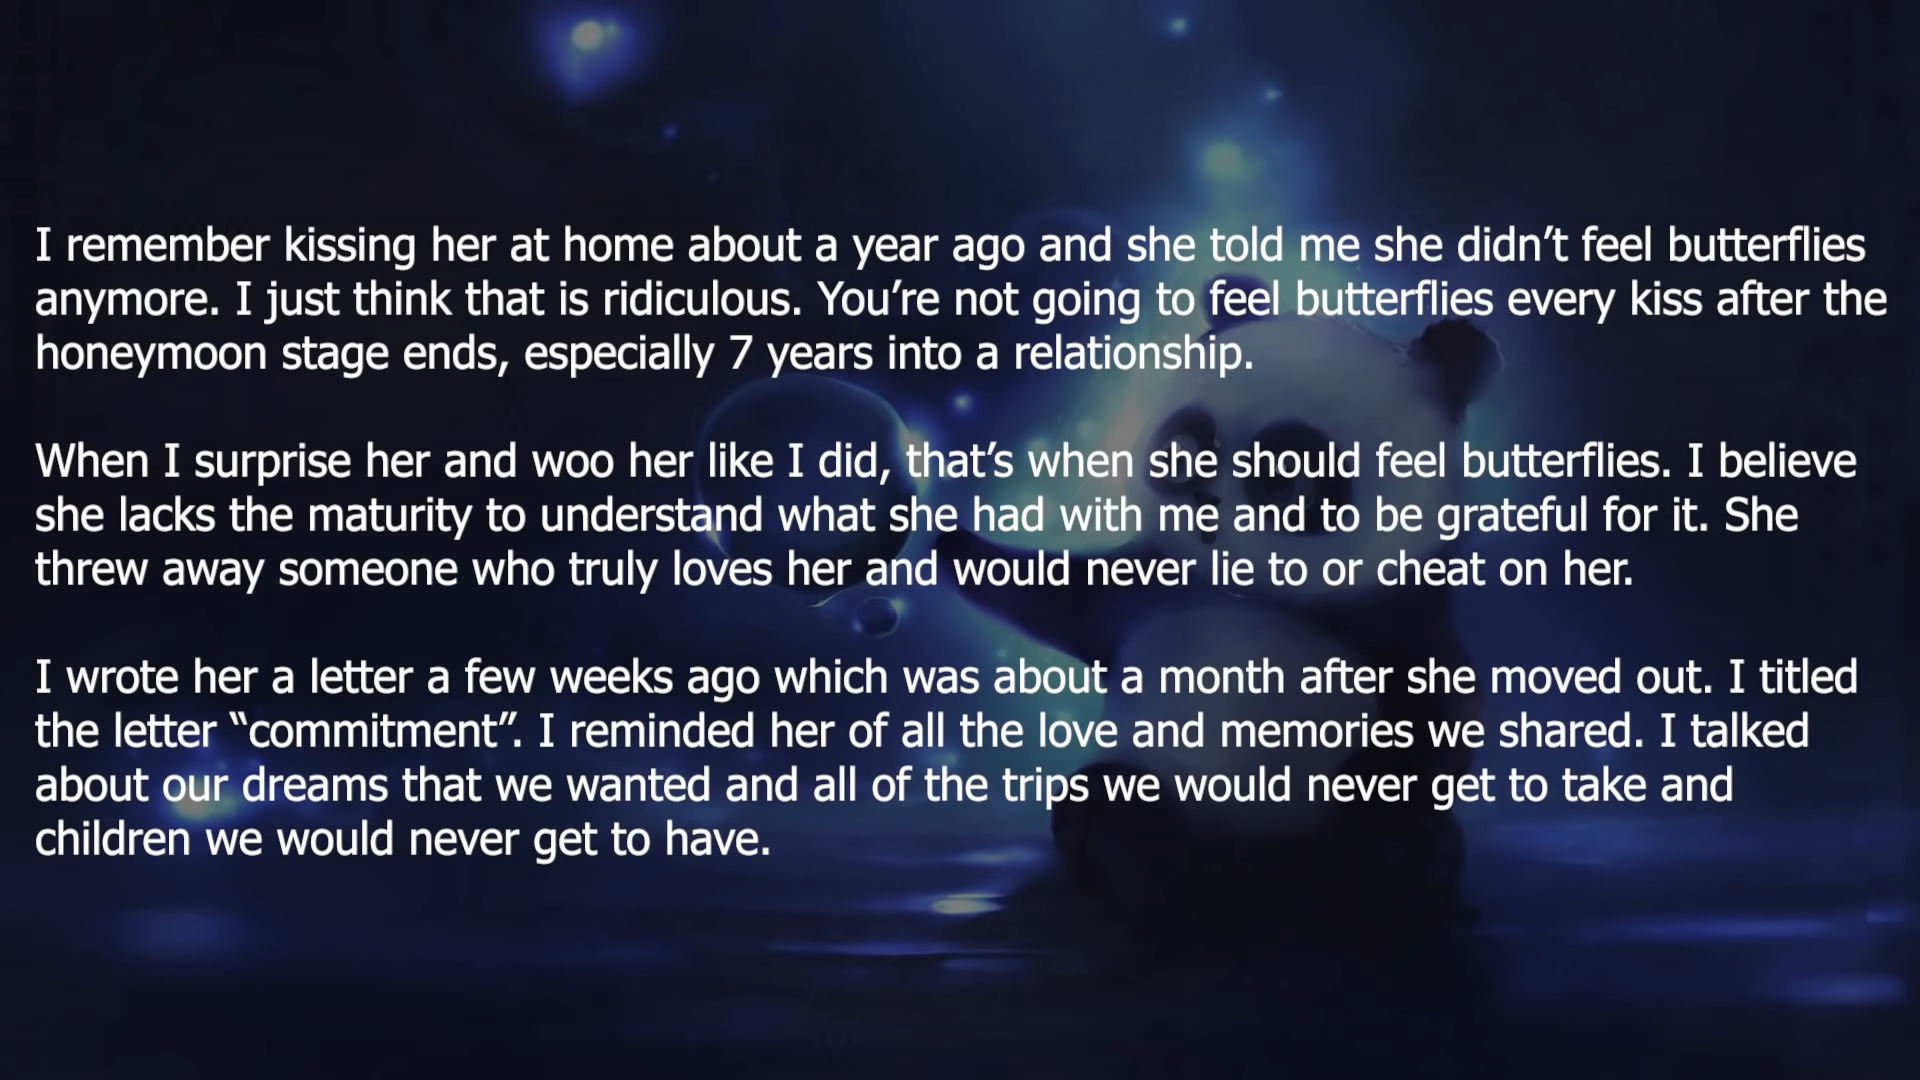 I remember kissing her at home about a year ago and she told me she didn’t feel butterflies
anymore. I just think that is ridiculous. You’re not going to feel butterflies every kiss after the
honeymoon stage ends, especially 7 years into a relationship.
When I surprise her and woo her like I did, that’s when she should feel butterflies. I believe
she lacks the maturity to understand what she had with me and to be grateful for it. She
threw away someone who truly loves her and would never lie to or cheat on her.
I wrote her a letter a few weeks ago which was about a month after she moved out. I titled
the letter “commitment”. I reminded her of all the love and memories we shared. I talked
about our dreams that we wanted and all of the trips we would never get to take and
children we would never get to have.